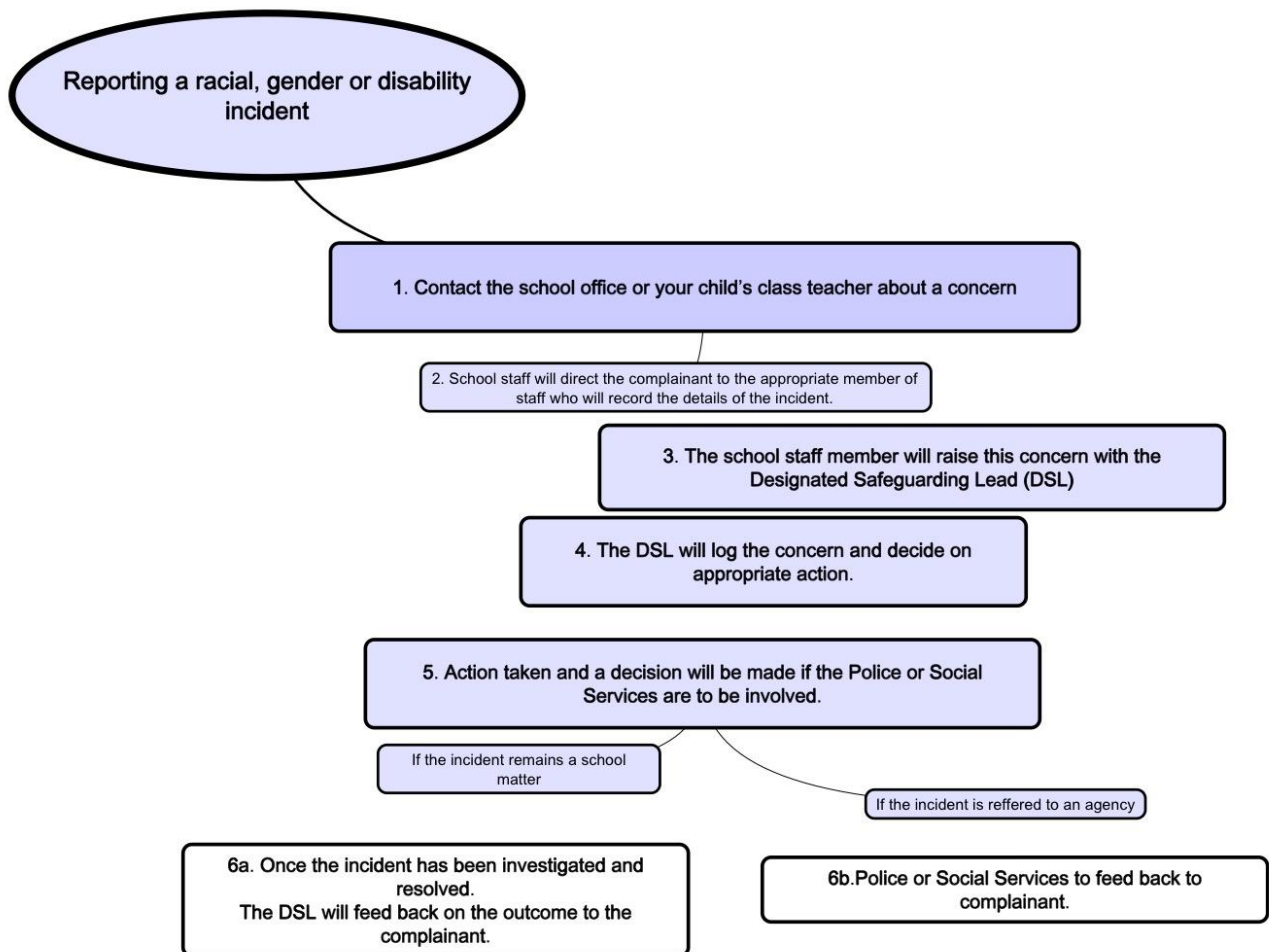 Reporting a racial, gender or disability
incident
1. Contact the school office or your child's class teacher about a concern
2. School staff will direct the complainant to the appropriate member of
staff who will record the details of the incident.
3. The school staff member will raise this concern with the
Designated Safeguarding Lead (DSL)
4. The DSL will log the concern and decide on
appropriate action.
5. Action taken and a decision will be made if the Police or Social
Services are to be involved.
If the incident remains a school
matter
If the incident is reffered to an agency
6a. Once the incident has been investigated and
resolved.
The DSL will feed back on the outcome to the
complainant.
6b.Police or Social Services to feed back to
complainant.